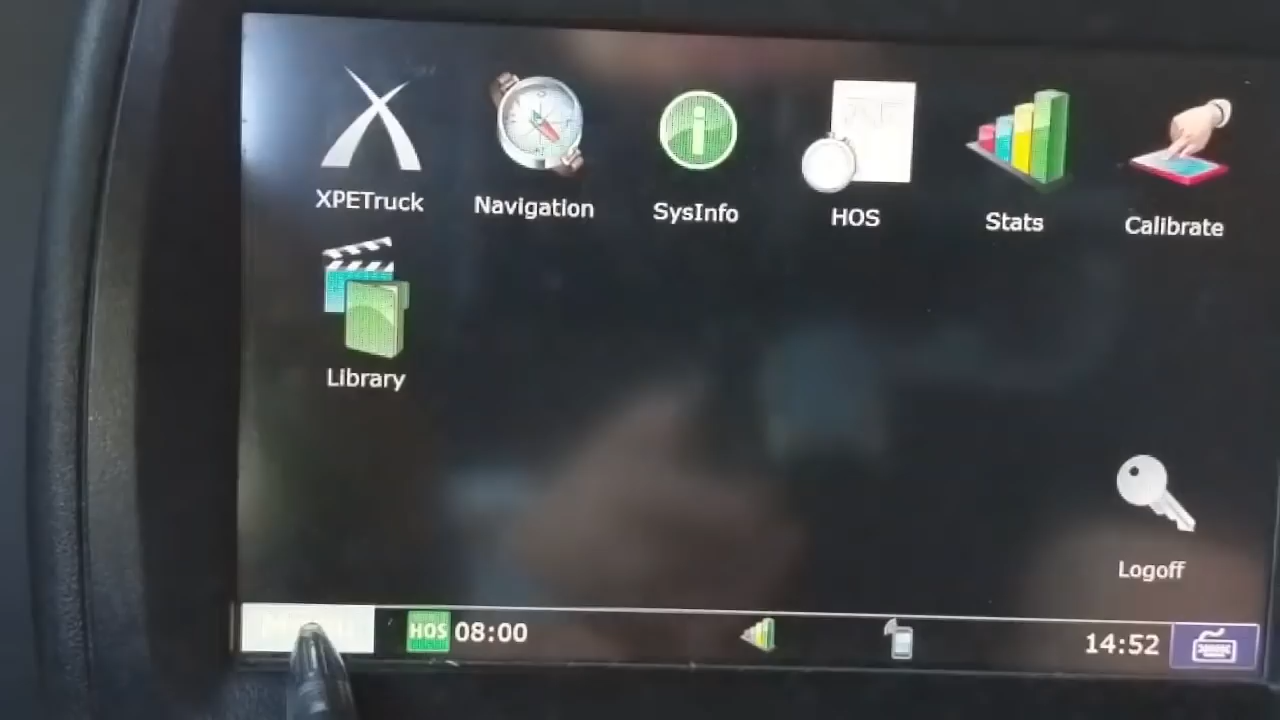 XPETruck
Navigation
SysInfo
HOS
Stats
Calibrate
Library
Logoff
HOS 08:00
14:52